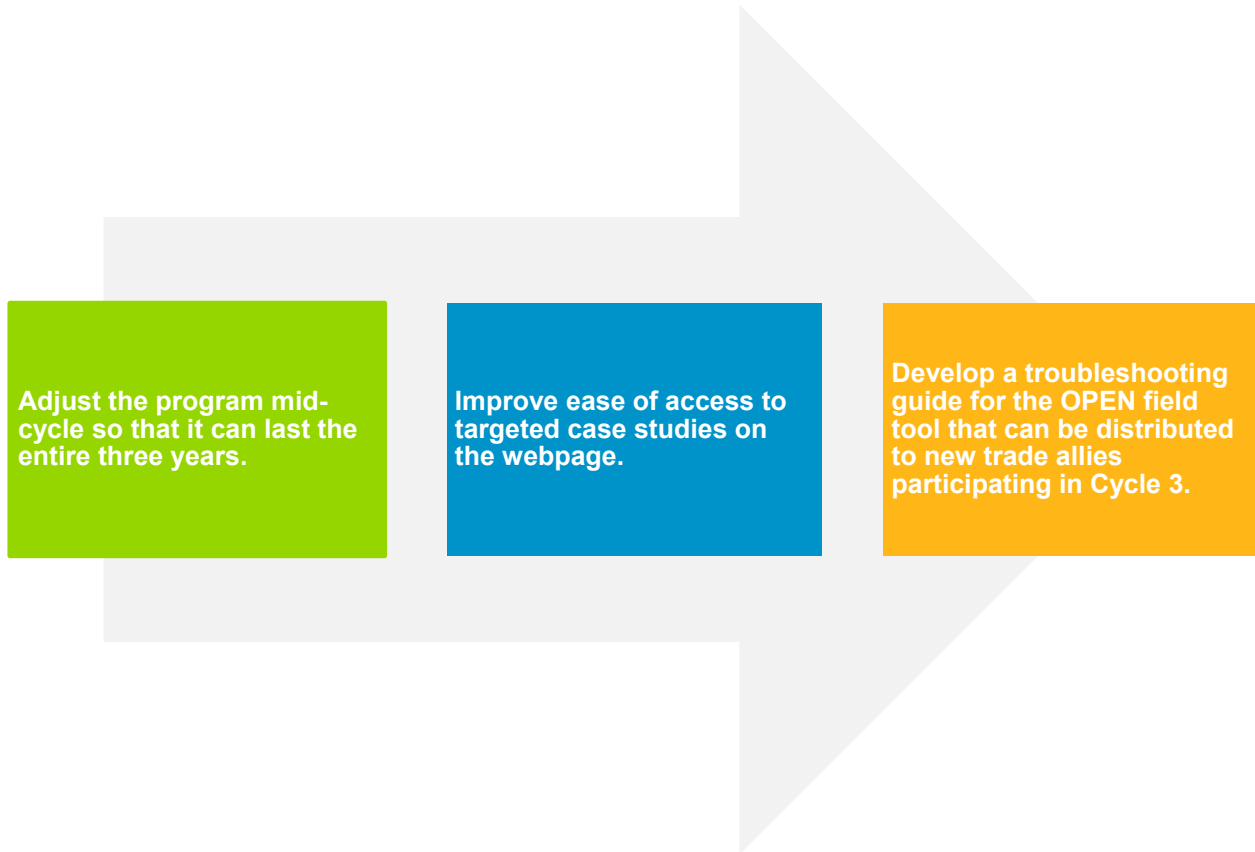 Adjust the program mid-
cycle so that it can last the
entire three years.
Improve ease of access to
targeted case studies on
the webpage.
Develop a troubleshooting
guide for the OPEN field
tool that can be distributed
to new trade allies
participating in Cycle 3.